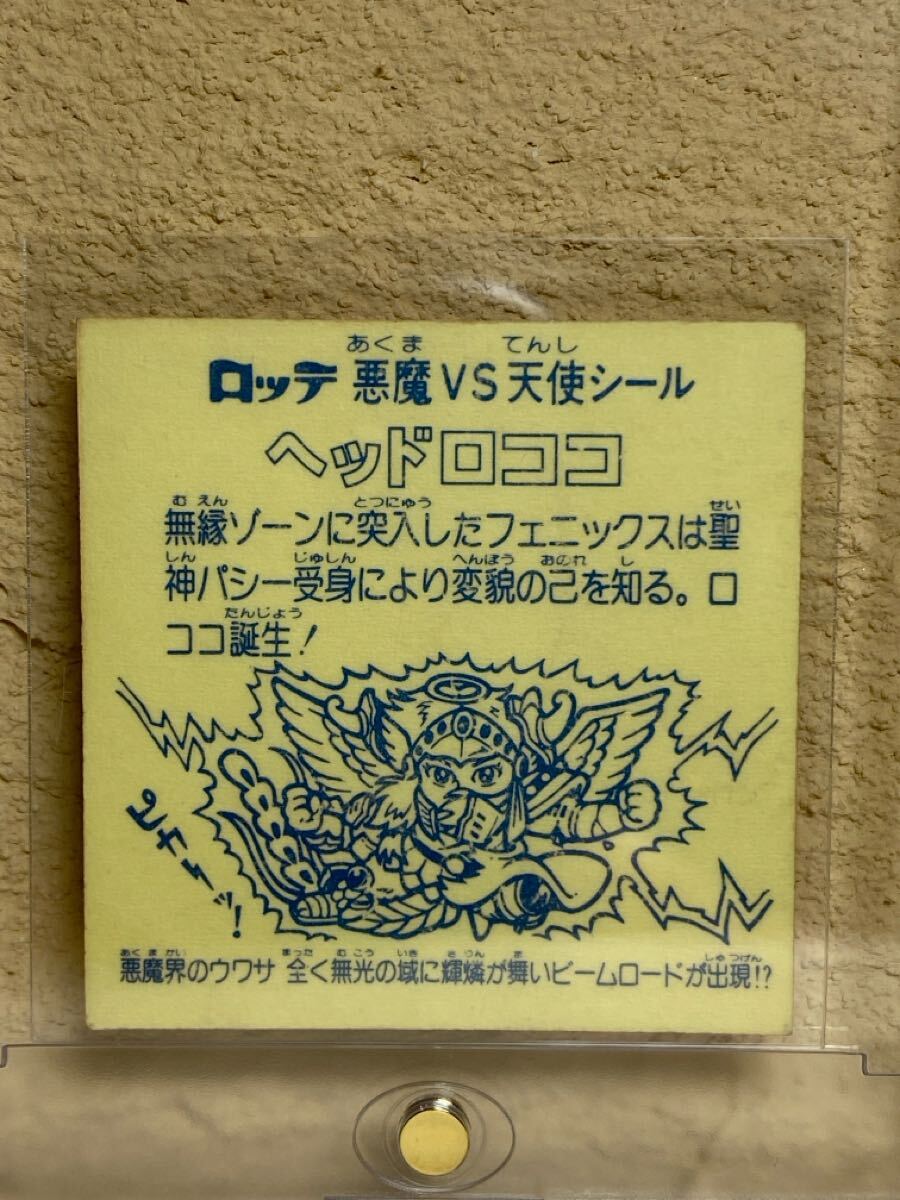 あくま てんし
ロッテ 悪魔VS天使シール
ヘッドロココ
むえん とつにゅう せい
無縁ゾーンに突入したフェニックスは聖
しん じゅしん へんぼう おのれ し
神パシー受身により変貌の己を知る。ロ
たんじょう
ココ誕生！
ピカーッ！
あくまかい まった むこう いき きりん ま しゅつげん
悪魔界のウワサ 全く無光の域に輝燐が舞いビームロードが出現!?